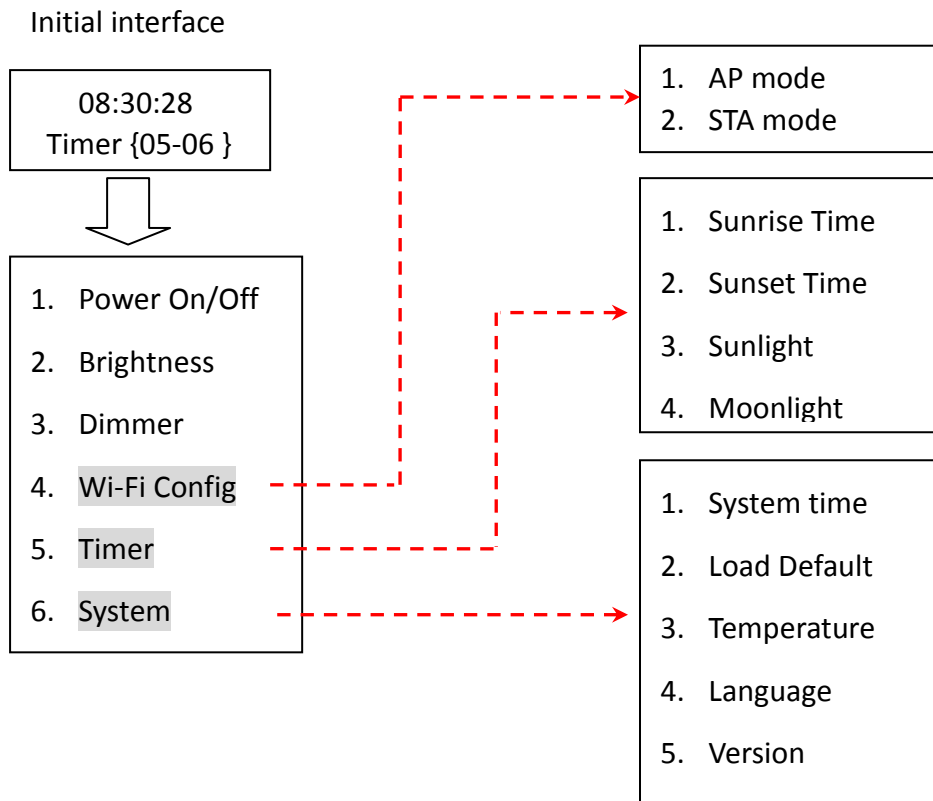 Initial interface
08:30:28
Timer {05-06 }
1. Power On/Off
2. Brightness
3. Dimmer
4. Wi-Fi Config
5. Timer
6. System
1. AP mode
2. STA mode
1. Sunrise Time
2. Sunset Time
3. Sunlight
4. Moonlight
1. System time
2. Load Default
3. Temperature
4. Language
5. Version